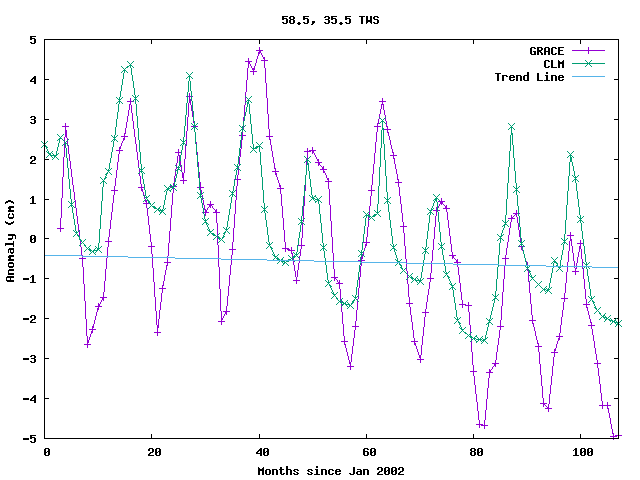 58.5, 35.5 TWS
GRACE
CLM
Trend Line
5
4
3
2
1
0
-1
-2
-3
-4
-5
Anomaly (cm)
0 20 40 60 80 100
Months since Jan 2002